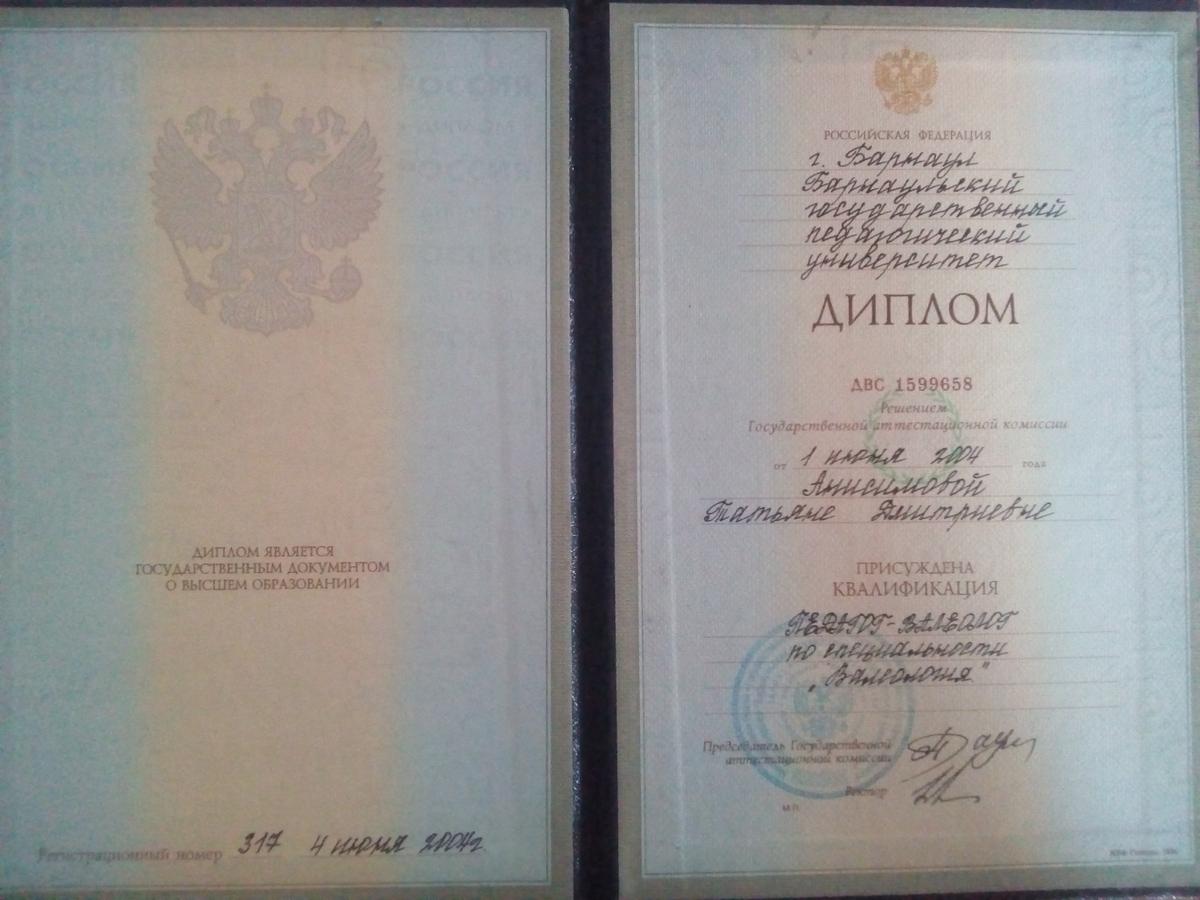 ДИПЛОМ ЯВЛЯЕТСЯ
ГОСУДАРСТВЕННЫМ ДОКУМЕНТОМ
О ВЫСШЕМ ОБРАЗОВАНИИ
Регистрационный номер 317 4 июня 2004г.
РОССИЙСКАЯ ФЕДЕРАЦИЯ
г. Барнаул
Барнаульский
государственный
педагогический
университет
ДИПЛОМ
ДВС 1599658
Решением
Государственной аттестационной комиссии
от 1 июня 2004 года
Анисимовой
Татьяне Дмитриевне
ПРИСУЖДЕНА
КВАЛИФИКАЦИЯ
ПЕДАГОГ-ВАЛЕОЛОГ
по специальности
„Валеология"
Председатель Государственной
аттестационной комиссии
Ректор
М.П.